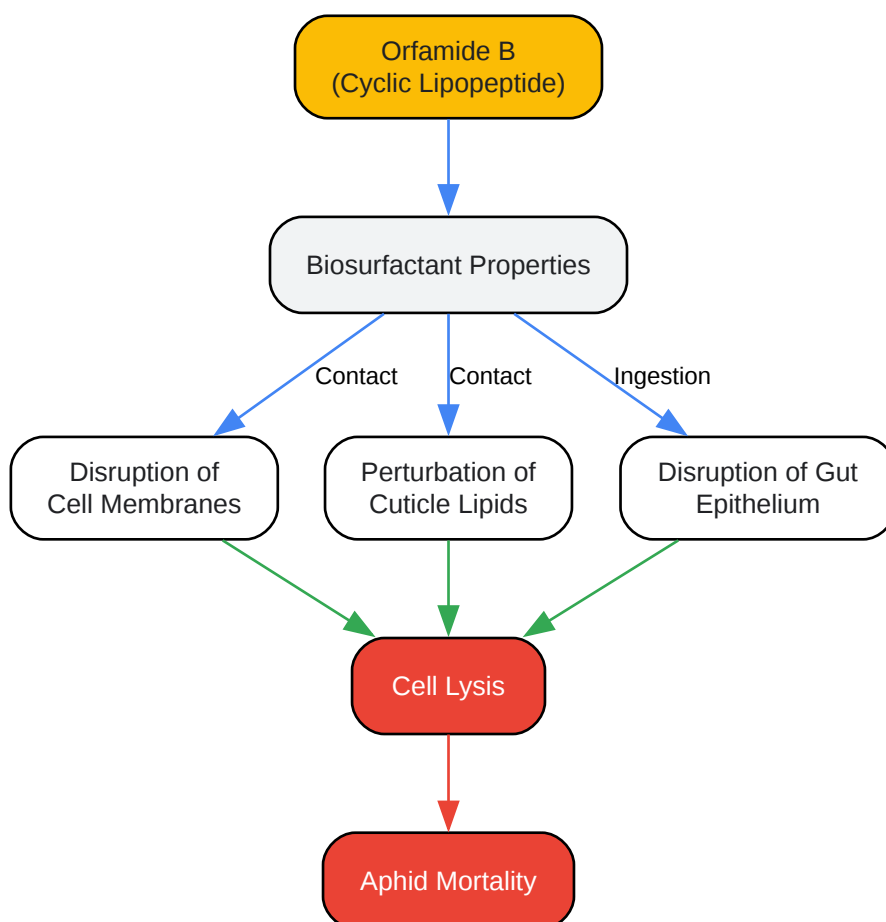 Orfamide B
(Cyclic Lipopeptide)
Biosurfactant Properties
Contact
Contact
Ingestion
Disruption of
Cell Membranes
Perturbation of
Cuticle Lipids
Disruption of Gut
Epithelium
Cell Lysis
Aphid Mortality